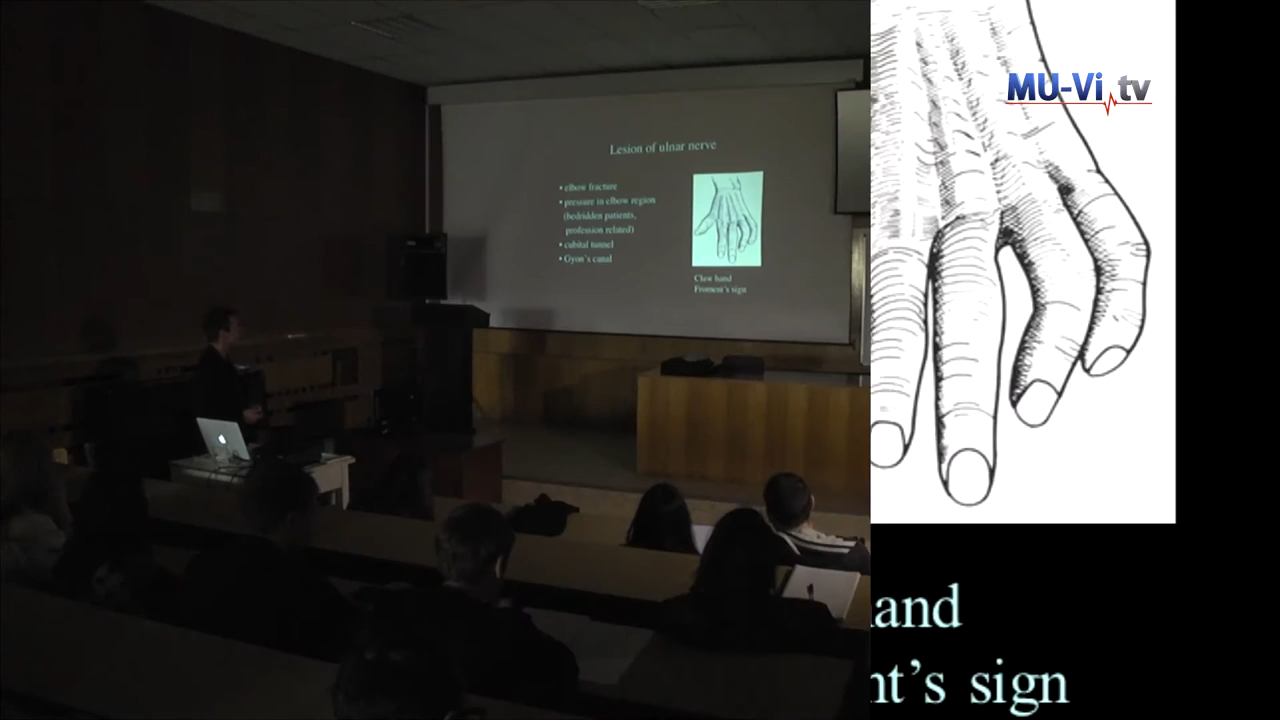 MU-Vi.tv
Lesion of ulnar nerve
• elbow fracture
• pressure in elbow region
(bedridden patients,
profession related)
• cubital tunnel
• Gyon's canal
Claw hand
Froment's sign
hand
nt's sign